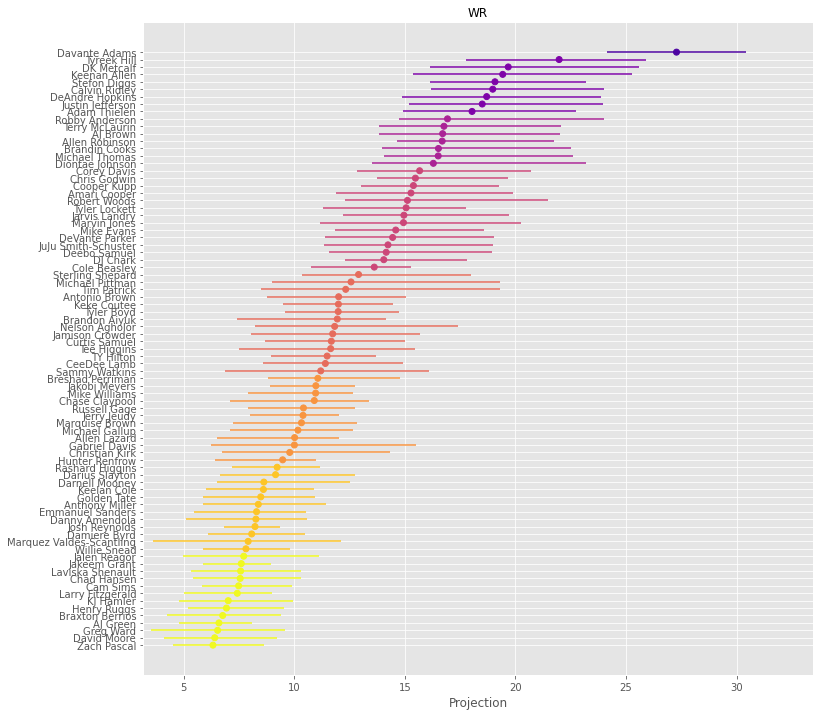 WR
Davante Adams
Tyreek Hill
DK Metcalf
Keenan Allen
Stefon Diggs
Calvin Ridley
DeAndre Hopkins
Justin Jefferson
Adam Thielen
Robby Anderson
Terry McLaurin
AJ Brown
Allen Robinson
Brandin Cooks
Michael Thomas
Diontae Johnson
Corey Davis
Chris Godwin
Cooper Kupp
Amari Cooper
Robert Woods
Tyler Lockett
Jarvis Landry
Marvin Jones
Mike Evans
DeVante Parker
JuJu Smith-Schuster
Deebo Samuel
DJ Chark
Cole Beasley
Sterling Shepard
Michael Pittman
Tim Patrick
Antonio Brown
Keke Coutee
Tyler Boyd
Brandon Aiyuk
Nelson Agholor
Jamison Crowder
Curtis Samuel
Tee Higgins
TY Hilton
CeeDee Lamb
Sammy Watkins
Breshad Perriman
Jakobi Meyers
Mike Williams
Chase Claypool
Russell Gage
Jerry Jeudy
Marquise Brown
Michael Gallup
Allen Lazard
Gabriel Davis
Christian Kirk
Hunter Renfrow
Rashard Higgins
Darius Slayton
Darnell Mooney
Keelan Cole
Golden Tate
Anthony Miller
Emmanuel Sanders
Danny Amendola
Josh Reynolds
Damiere Byrd
Marquez Valdes-Scantling
Willie Snead
Jalen Reagor
Jakeem Grant
Laviska Shenault
Chad Hansen
Cam Sims
Larry Fitzgerald
KJ Hamler
Henry Ruggs
Braxton Berrios
AJ Green
Greg Ward
David Moore
Zach Pascal
5 10 15 20 25 30
Projection